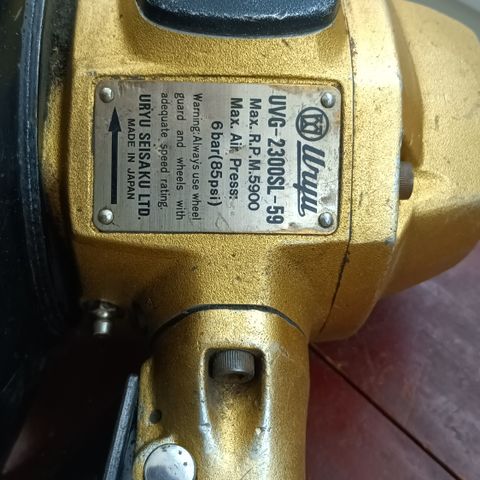 Uryu
UVG-2300SL-59
Max. R.P.M. 5900
Max. Air Press:
6bar(85psi)
Warning:Always use wheel
guard and wheels with
adequate speed rating.
URYU SEISAKU LTD.
MADE IN JAPAN